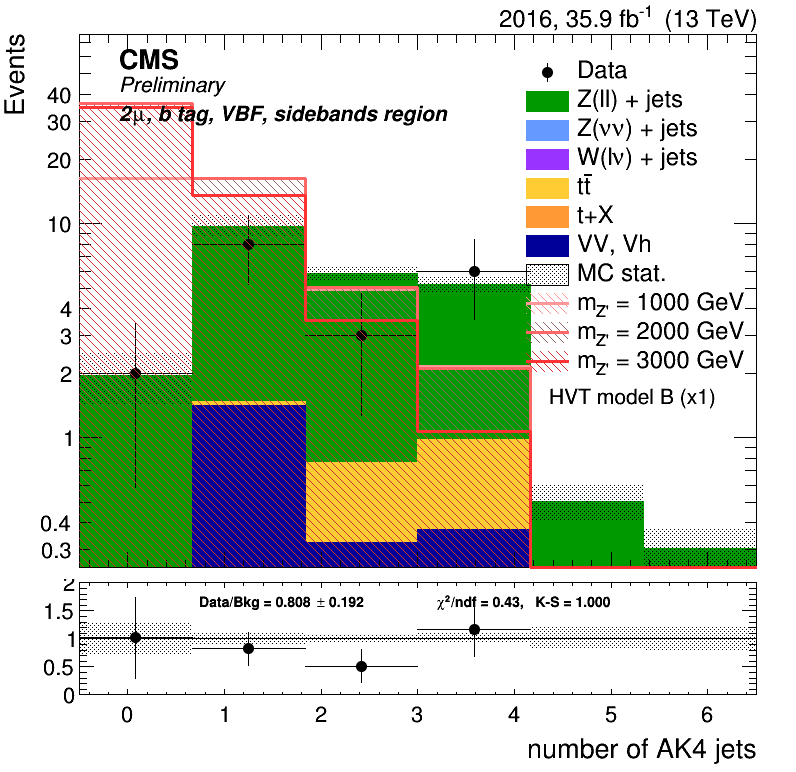 2016, 35.9 fb⁻¹ (13 TeV)
Events
CMS
Preliminary
2μ, b tag, VBF, sidebands region
Data
Z(ll) + jets
Z(νν) + jets
W(lν) + jets
tt̄
t+X
VV, Vh
MC stat.
m_Z' = 1000 GeV
m_Z' = 2000 GeV
m_Z' = 3000 GeV
HVT model B (x1)
40
30
20
10
4
3
2
1
0.4
0.3
Data/Bkg = 0.808 ± 0.192
χ²/ndf = 0.43, K-S = 1.000
2
1.5
1
0.5
0
0 1 2 3 4 5 6
number of AK4 jets